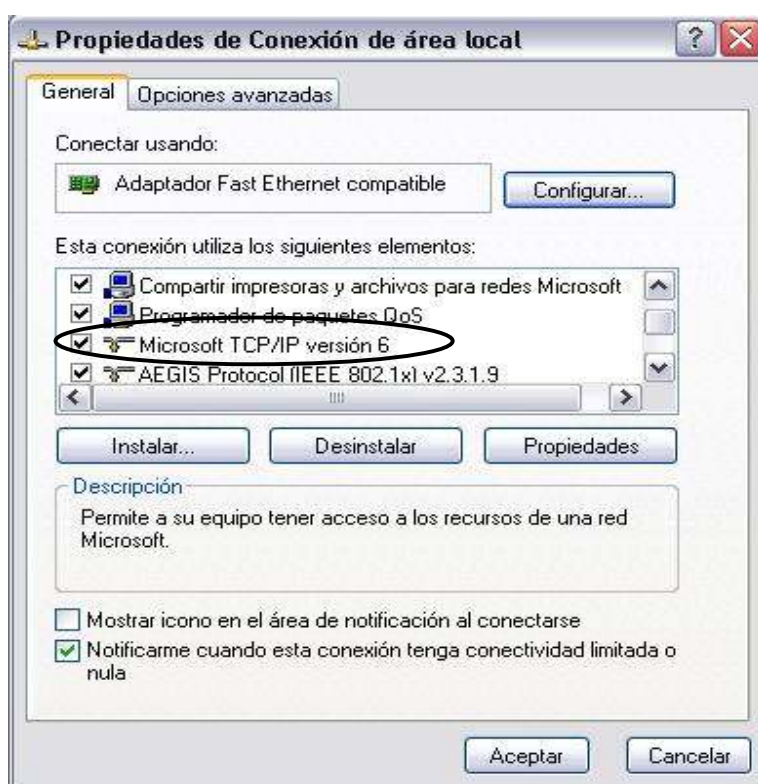 Propiedades de Conexión de área local
General
Opciones avanzadas
Conectar usando:
Adaptador Fast Ethernet compatible
Configurar...
Esta conexión utiliza los siguientes elementos:
Compartir impresoras y archivos para redes Microsoft
Programador de paquetes QoS
Microsoft TCP/IP versión 6
AEGIS Protocol (IEEE 802.1x) v2.3.1.9
Instalar...
Desinstalar
Propiedades
Descripción
Permite a su equipo tener acceso a los recursos de una red
Microsoft.
Mostrar icono en el área de notificación al conectarse
Notificarme cuando esta conexión tenga conectividad limitada o
nula
Aceptar
Cancelar